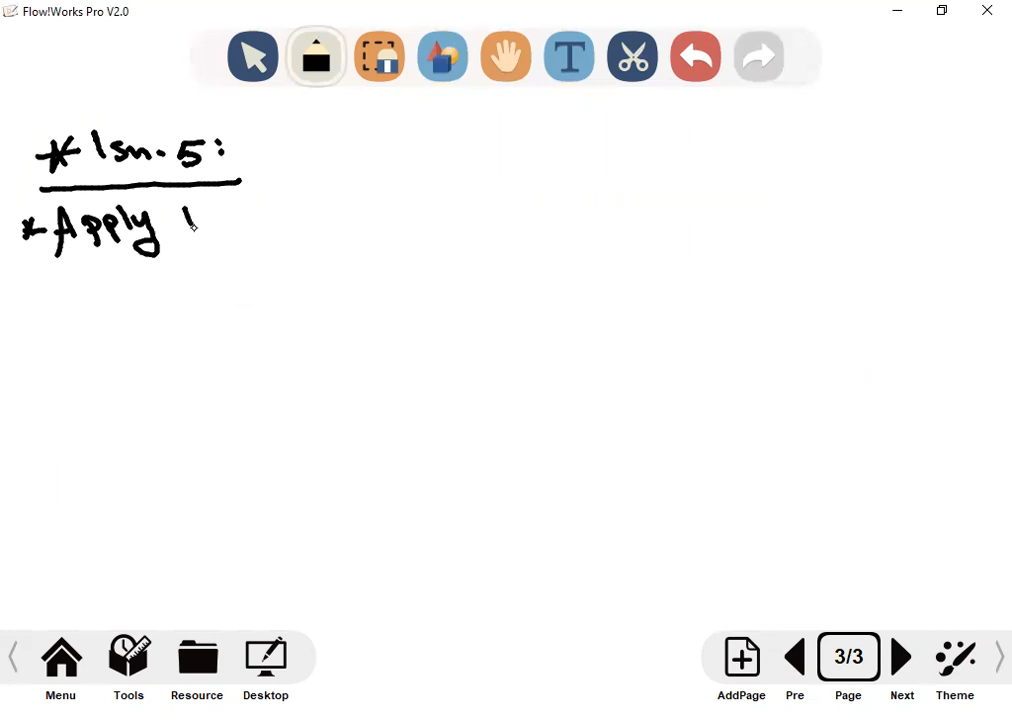 Flow!Works Pro V2.0
* lsn. 5:
* Apply
Menu
Tools
Resource
Desktop
AddPage
Pre
3/3
Page
Next
Theme